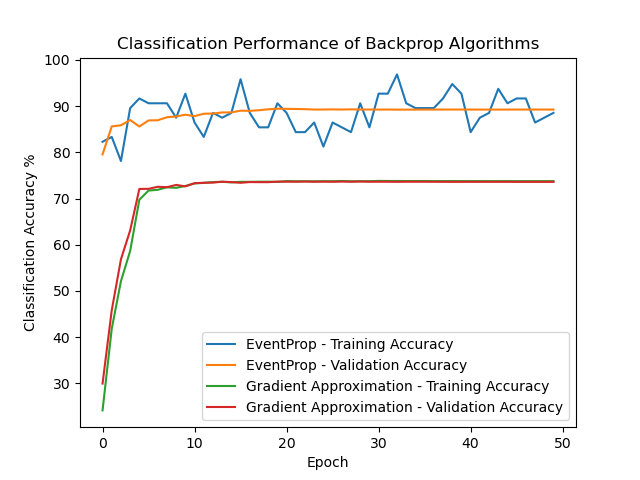 Classification Performance of Backprop Algorithms
100
90
80
70
60
50
40
30
Classification Accuracy %
EventProp - Training Accuracy
EventProp - Validation Accuracy
Gradient Approximation - Training Accuracy
Gradient Approximation - Validation Accuracy
0 10 20 30 40 50
Epoch